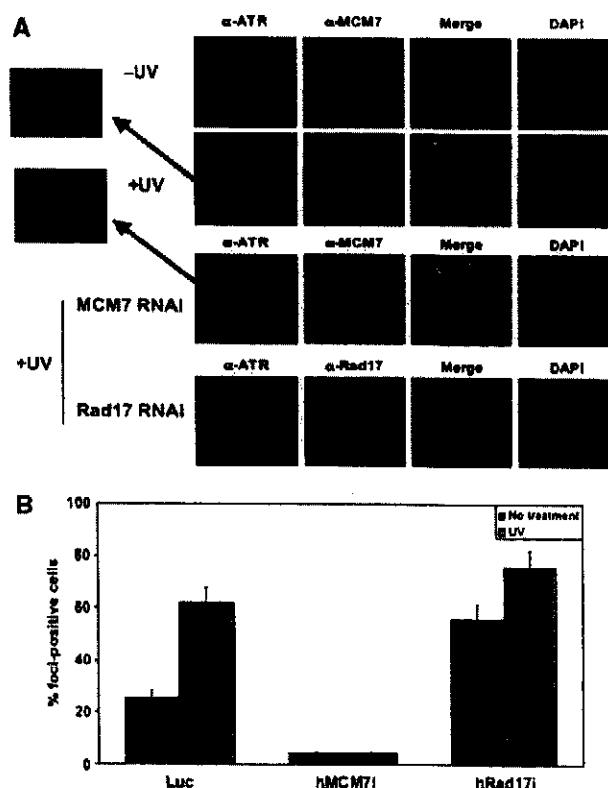 A
α-ATR α-MCM7 Merge DAPI
–UV
+UV
α-ATR α-MCM7 Merge DAPI
MCM7 RNAi
+UV
α-ATR α-Rad17 Merge DAPI
Rad17 RNAi
B
% foci-positive cells
100
80
60
40
20
0
No treatment
UV
Luc hMCM7i hRad17i